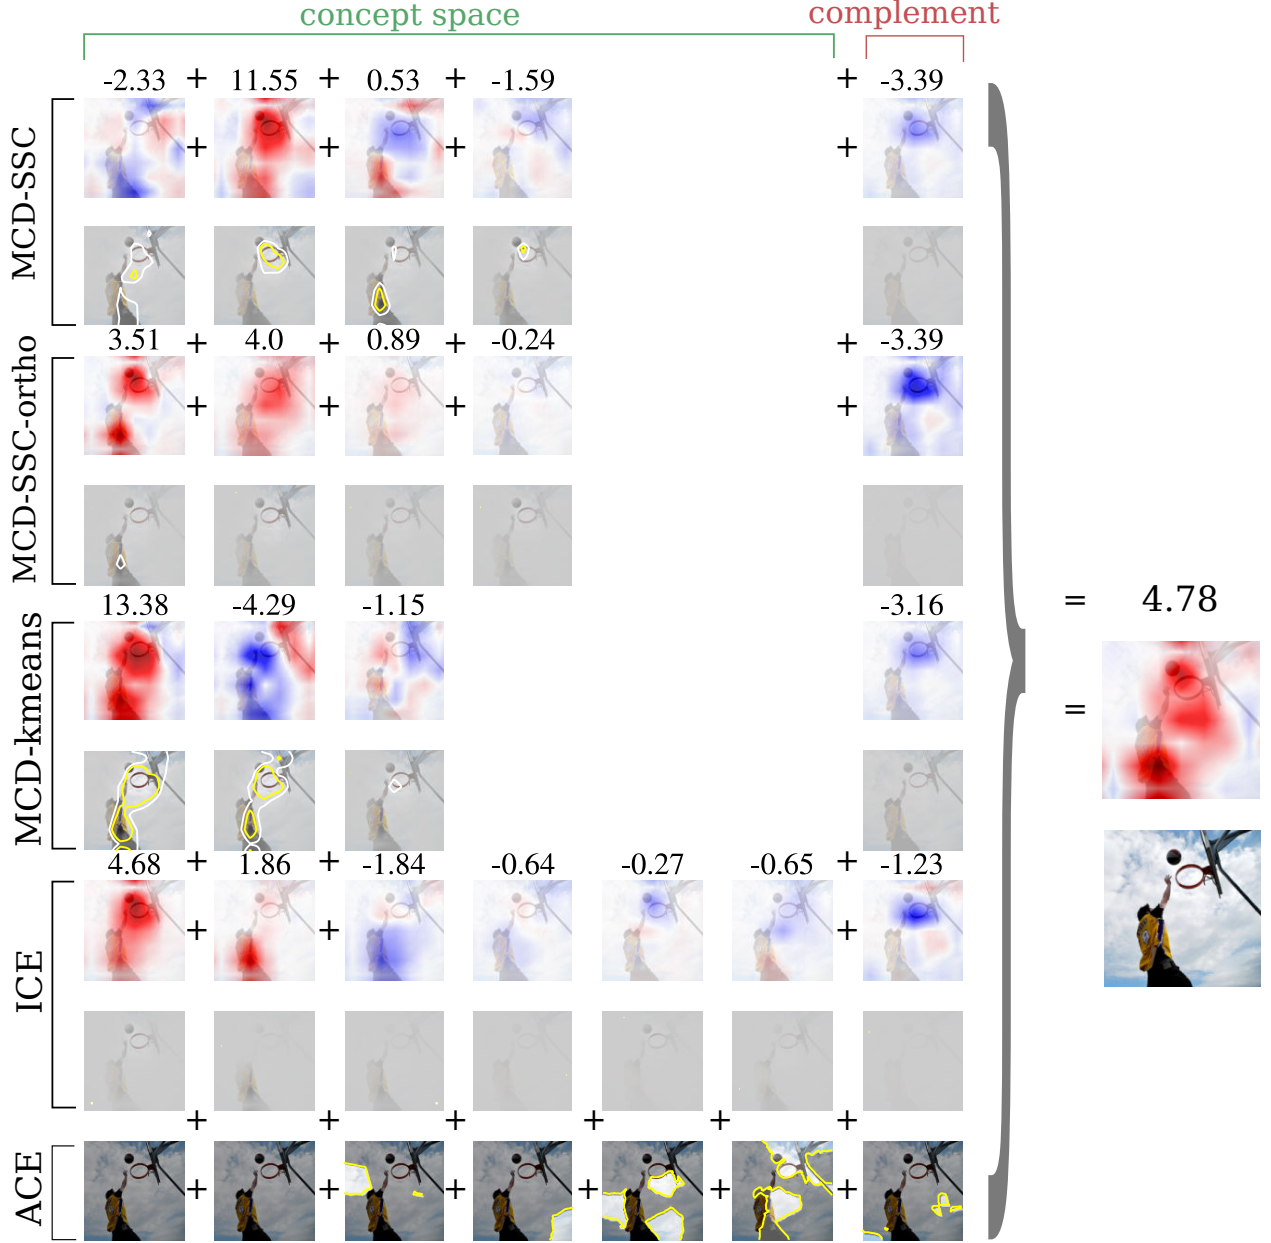 concept space
complement
-2.33 + 11.55 + 0.53 + -1.59 + -3.39
MCD-SSC
+ + + +
3.51 + 4.0 + 0.89 + -0.24 + -3.39
MCD-SSC-ortho
+ + + +
= 4.78
13.38 -4.29 -1.15 -3.16
MCD-kmeans
=
4.68 + 1.86 + -1.84 -0.64 -0.27 -0.65 + -1.23
ICE
+ + +
+ + + + + +
ACE
+ + + + + +